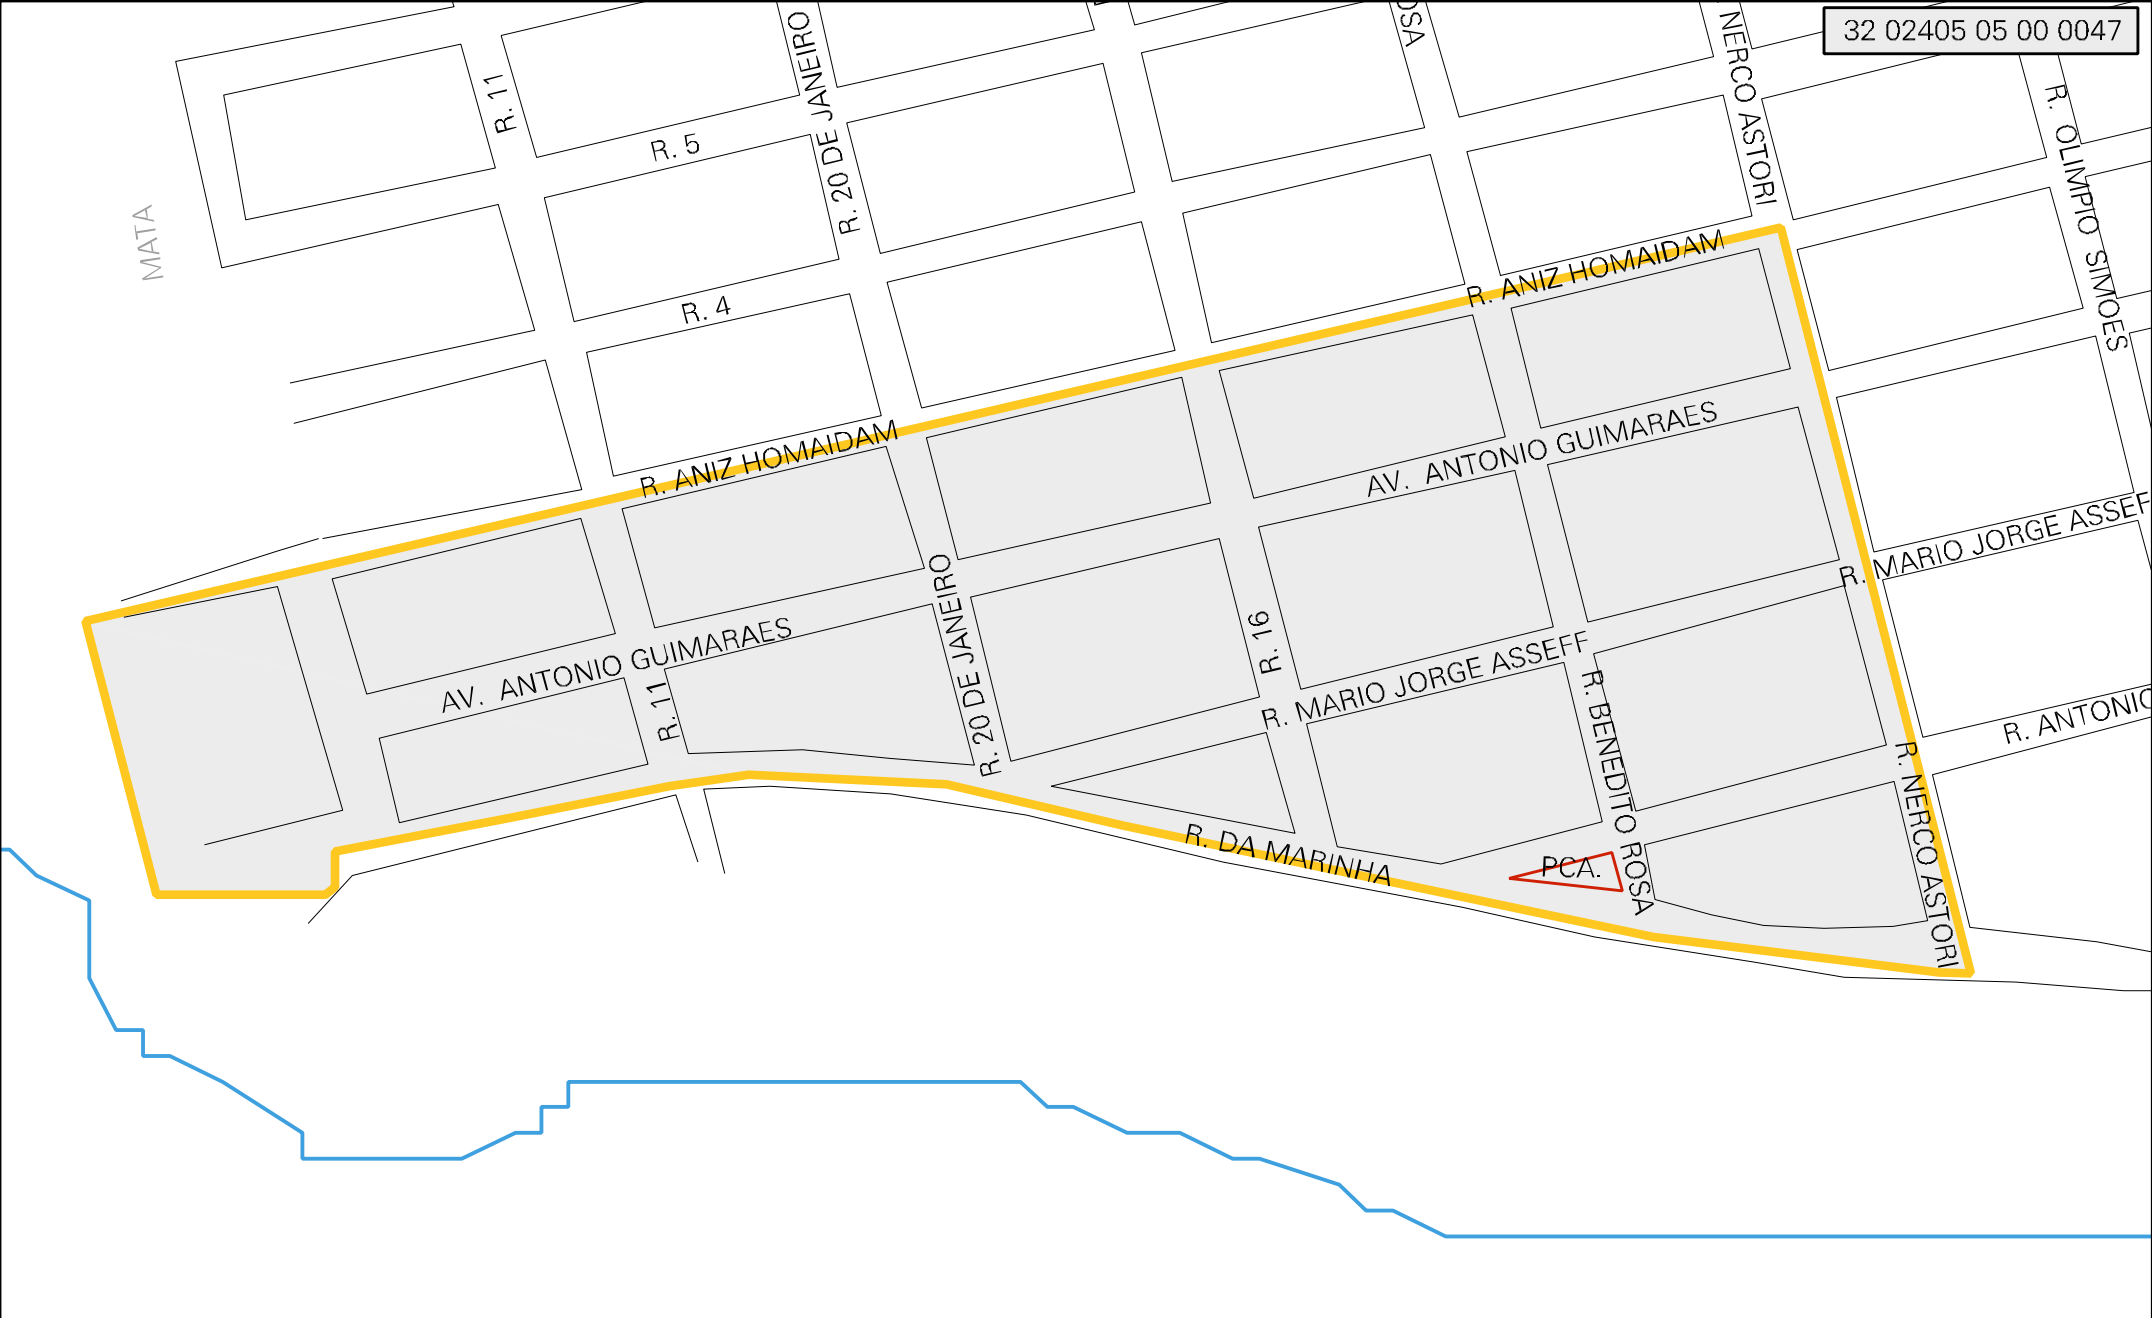 32 02405 05 00 0047
R. 11
R. 20 DE JANEIRO
OSA
NERCO ASTORI
R. OLIMPIO SIMOES
R. 5
MATA
R. 4
R. ANIZ HOMAIDAM
R. ANIZ HOMAIDAM
AV. ANTONIO GUIMARAES
R. MARIO JORGE ASSEF
AV. ANTONIO GUIMARAES
R. 11
R. 20 DE JANEIRO
R. 16
R. MARIO JORGE ASSEFF
R. BENEDITO ROSA
R. ANTONIO
R. NERCO ASTORI
R. DA MARINHA
PCA.